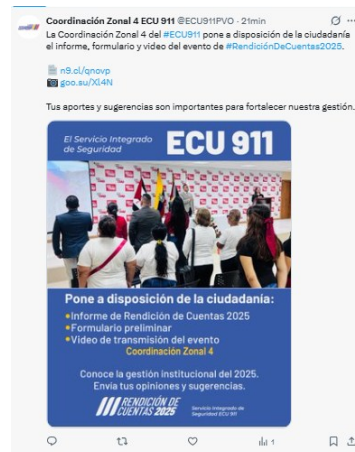 Coordinación Zonal 4 ECU 911 @ECU911PVO · 21min
La Coordinación Zonal 4 del #ECU911 pone a disposición de la ciudadanía
el informe, formulario y video del evento de #RendiciónDeCuentas2025.
n9.cl/qnovp
goo.su/Xl4N
Tus aportes y sugerencias son importantes para fortalecer nuestra gestión.
El Servicio Integrado
de Seguridad
ECU 911
Pone a disposición de la ciudadanía:
Informe de Rendición de Cuentas 2025
Formulario preliminar
Video de transmisión del evento
Coordinación Zonal 4
Conoce la gestión institucional del 2025.
Envía tus opiniones y sugerencias.
RENDICIÓN DE
CUENTAS 2025
Servicio Integrado de
Seguridad ECU 911
1